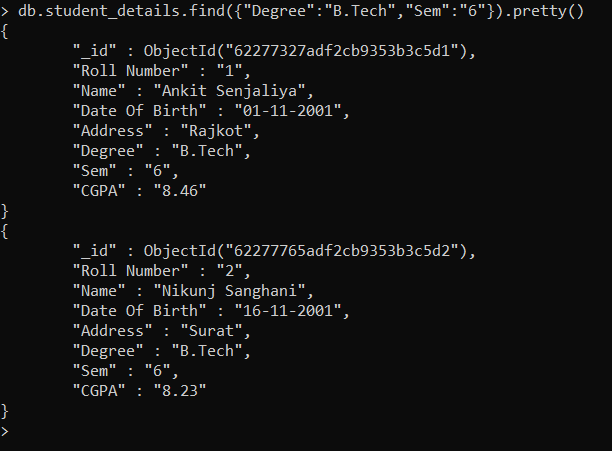 > db.student_details.find({"Degree":"B.Tech","Sem":"6"}).pretty()
{
        "_id" : ObjectId("62277327adf2cb9353b3c5d1"),
        "Roll Number" : "1",
        "Name" : "Ankit Senjaliya",
        "Date Of Birth" : "01-11-2001",
        "Address" : "Rajkot",
        "Degree" : "B.Tech",
        "Sem" : "6",
        "CGPA" : "8.46"
}
{
        "_id" : ObjectId("62277765adf2cb9353b3c5d2"),
        "Roll Number" : "2",
        "Name" : "Nikunj Sanghani",
        "Date Of Birth" : "16-11-2001",
        "Address" : "Surat",
        "Degree" : "B.Tech",
        "Sem" : "6",
        "CGPA" : "8.23"
}
>